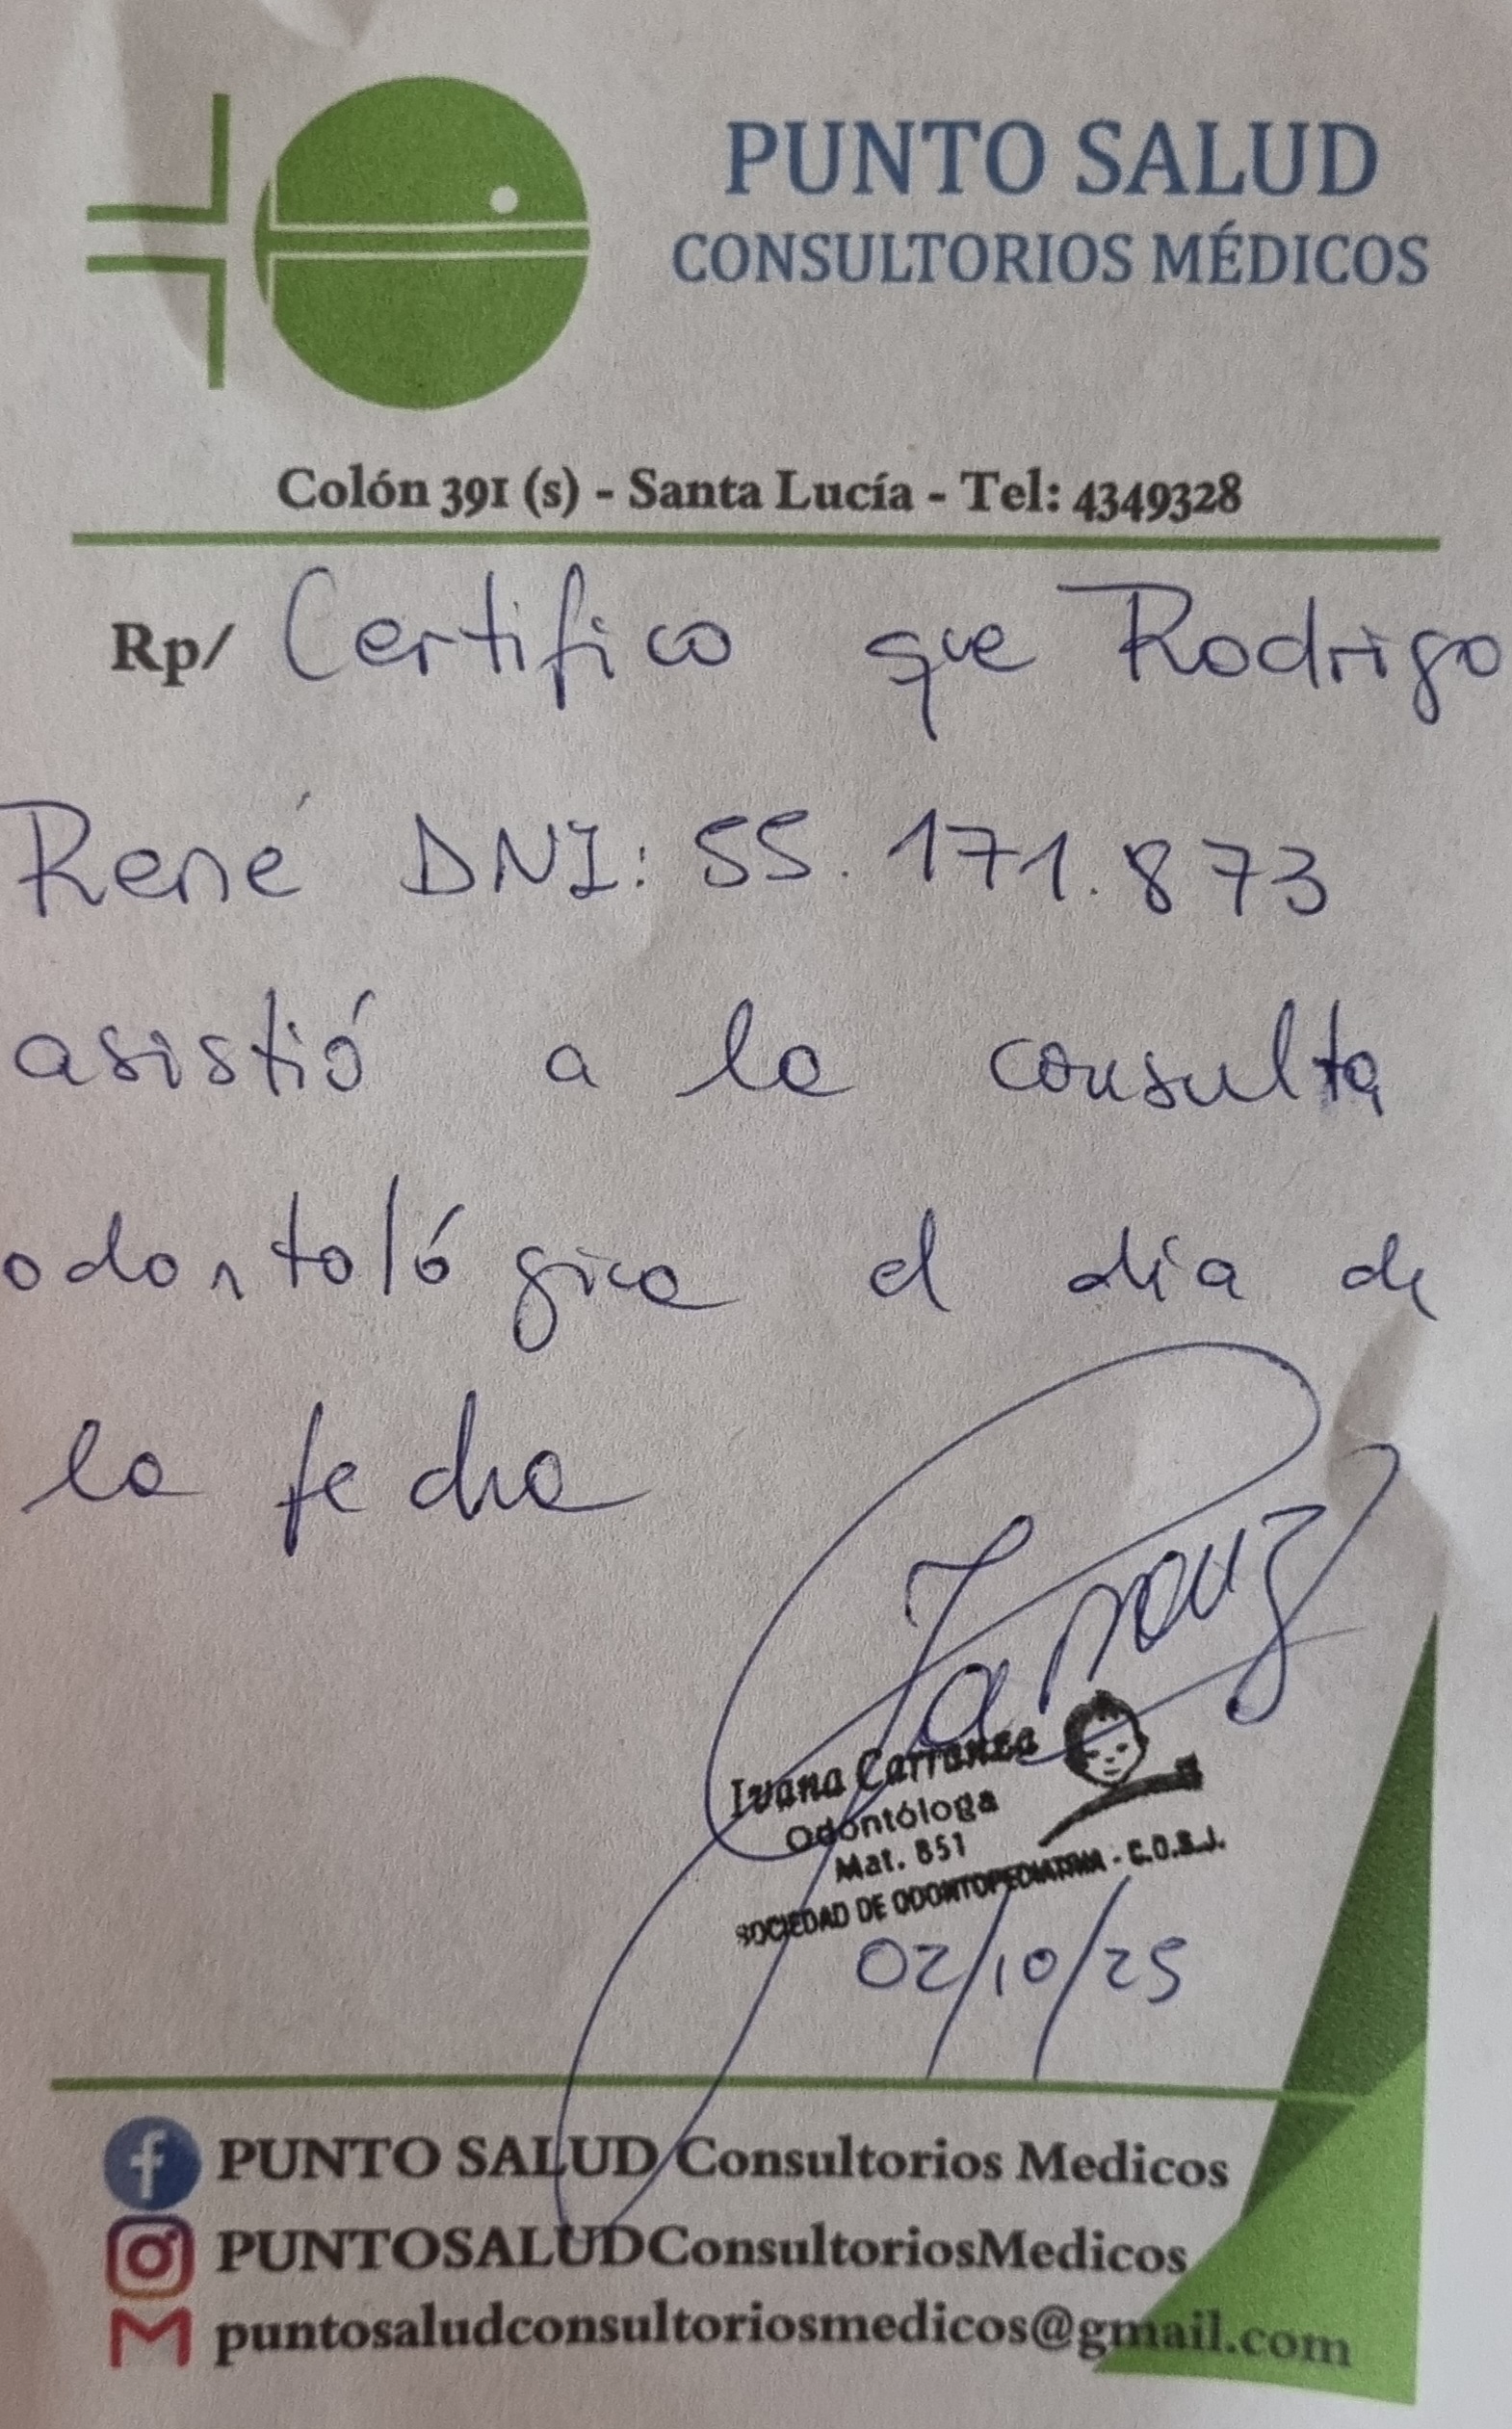 PUNTO SALUD
CONSULTORIOS MÉDICOS
Colón 391 (s) - Santa Lucía - Tel: 4349328
Rp/ Certifico que Rodrigo
René DNI: 55.171.873
asistió a la consulta
odontológica el día de
la fecha
Ivana Carranza
Odontóloga
Mat. 851
SOCIEDAD DE ODONTOPEDIATRIA - C.O.S.J.
02/10/25
PUNTO SALUD Consultorios Medicos
PUNTOSALUDConsultoriosMedicos
puntosaludconsultoriosmedicos@gmail.com